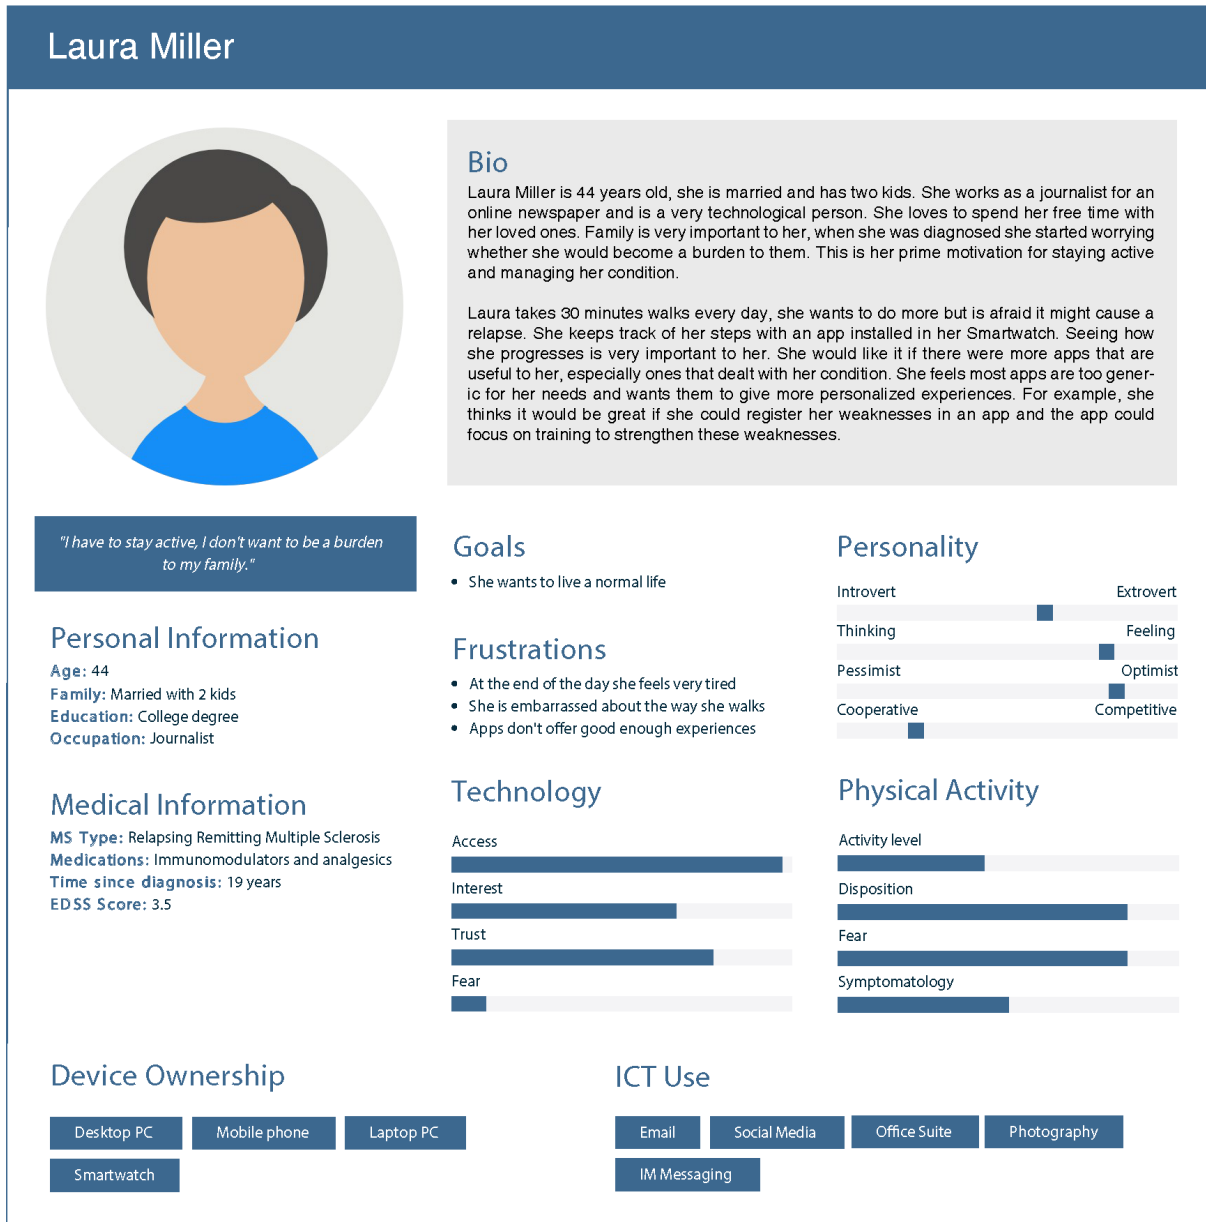 Laura Miller
Bio
Laura Miller is 44 years old, she is married and has two kids. She works as a journalist for an
online newspaper and is a very technological person. She loves to spend her free time with
her loved ones. Family is very important to her, when she was diagnosed she started worrying
whether she would become a burden to them. This is her prime motivation for staying active
and managing her condition.
Laura takes 30 minutes walks every day, she wants to do more but is afraid it might cause a
relapse. She keeps track of her steps with an app installed in her Smartwatch. Seeing how
she progresses is very important to her. She would like it if there were more apps that are
useful to her, especially ones that dealt with her condition. She feels most apps are too gener-
ic for her needs and wants them to give more personalized experiences. For example, she
thinks it would be great if she could register her weaknesses in an app and the app could
focus on training to strengthen these weaknesses.
"I have to stay active, I don't want to be a burden
to my family."
Personal Information
Age: 44
Family: Married with 2 kids
Education: College degree
Occupation: Journalist
Medical Information
MS Type: Relapsing Remitting Multiple Sclerosis
Medications: Immunomodulators and analgesics
Time since diagnosis: 19 years
EDSS Score: 3.5
Goals
• She wants to live a normal life
Frustrations
• At the end of the day she feels very tired
• She is embarrassed about the way she walks
• Apps don't offer good enough experiences
Personality
Introvert Extrovert
Thinking Feeling
Pessimist Optimist
Cooperative Competitive
Technology
Access
Interest
Trust
Fear
Physical Activity
Activity level
Disposition
Fear
Symptomatology
Device Ownership
Desktop PC Mobile phone Laptop PC
Smartwatch
ICT Use
Email Social Media Office Suite Photography
IM Messaging